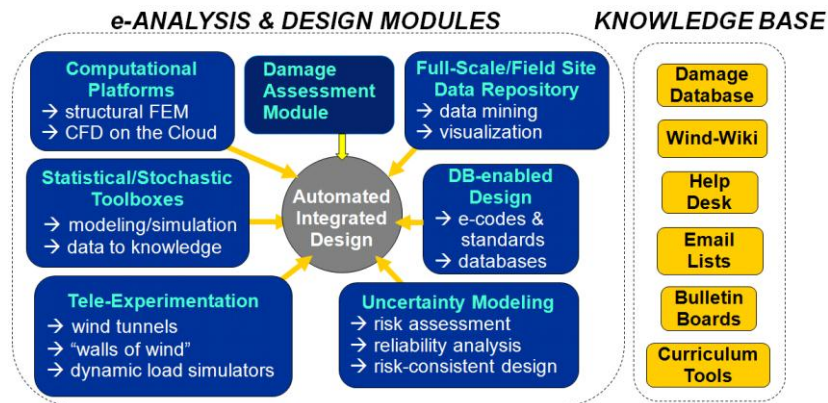 e-ANALYSIS & DESIGN MODULES
KNOWLEDGE BASE
Computational
Platforms
→ structural FEM
→ CFD on the Cloud
Damage
Assessment
Module
Full-Scale/Field Site
Data Repository
→ data mining
→ visualization
Statistical/Stochastic
Toolboxes
→ modeling/simulation
→ data to knowledge
Automated
Integrated
Design
DB-enabled
Design
→ e-codes &
standards
→ databases
Tele-Experimentation
→ wind tunnels
→ “walls of wind”
→ dynamic load simulators
Uncertainty Modeling
→ risk assessment
→ reliability analysis
→ risk-consistent design
Damage
Database
Wind-Wiki
Help
Desk
Email
Lists
Bulletin
Boards
Curriculum
Tools